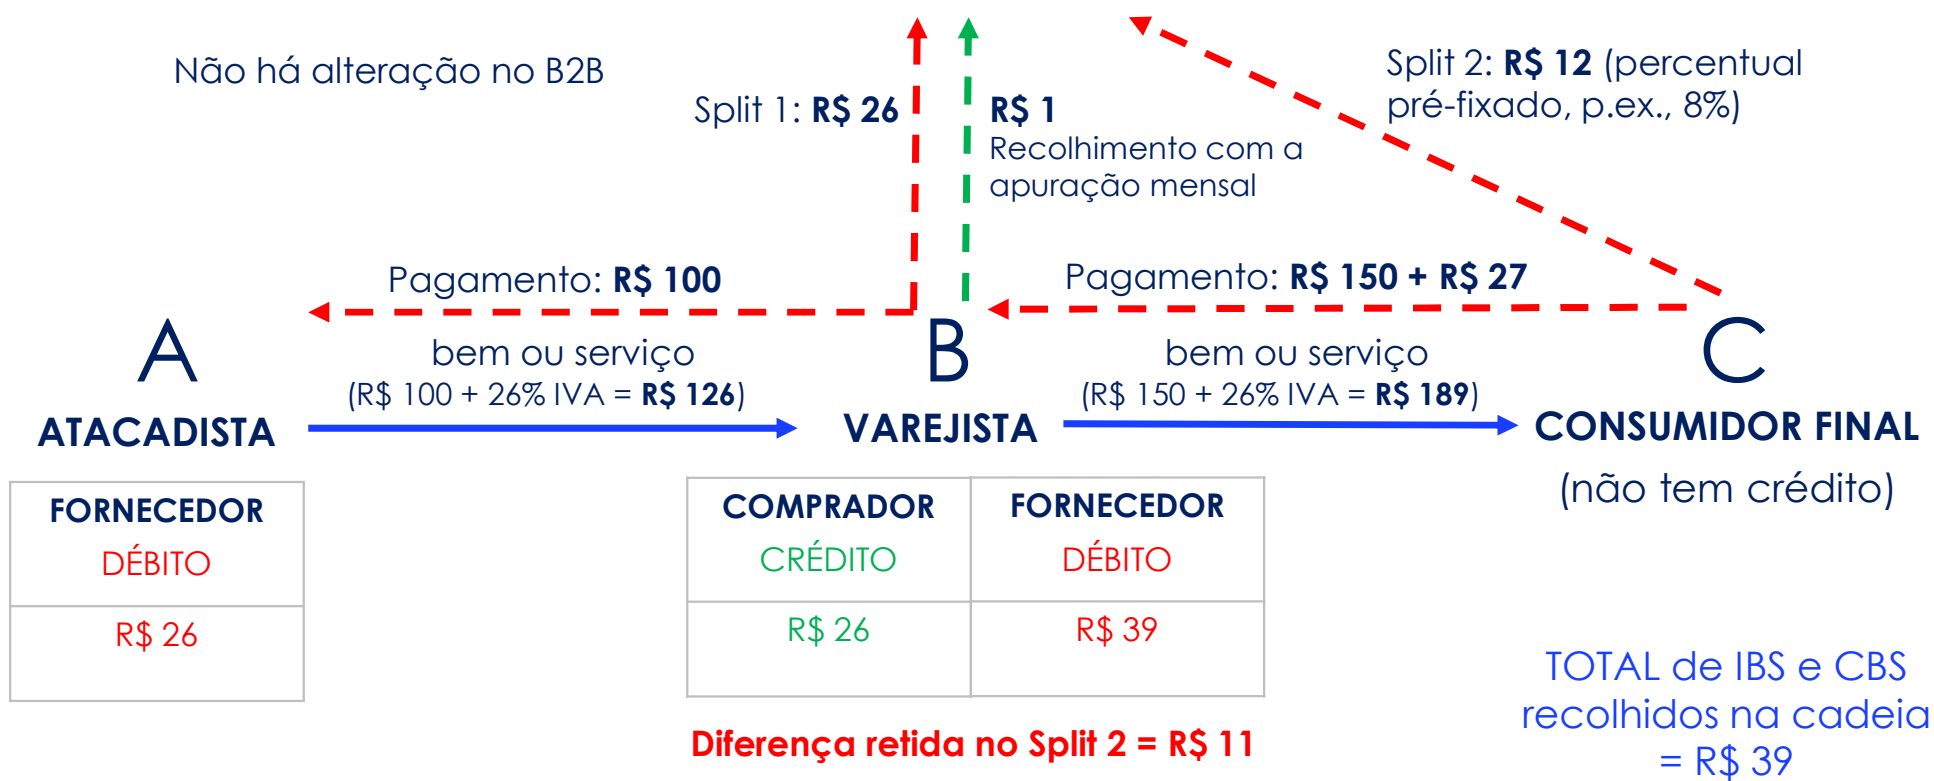 Não há alteração no B2B
Split 1: R$ 26
R$ 1
Recolhimento com a
apuração mensal
Split 2: R$ 12 (percentual
pré-fixado, p.ex., 8%)
Pagamento: R$ 100
Pagamento: R$ 150 + R$ 27
A
bem ou serviço
(R$ 100 + 26% IVA = R$ 126)
B
bem ou serviço
(R$ 150 + 26% IVA = R$ 189)
C
ATACADISTA
VAREJISTA
CONSUMIDOR FINAL
(não tem crédito)
FORNECEDOR
DÉBITO
R$ 26
COMPRADOR
CRÉDITO
R$ 26
FORNECEDOR
DÉBITO
R$ 39
Diferença retida no Split 2 = R$ 11
TOTAL de IBS e CBS
recolhidos na cadeia
= R$ 39